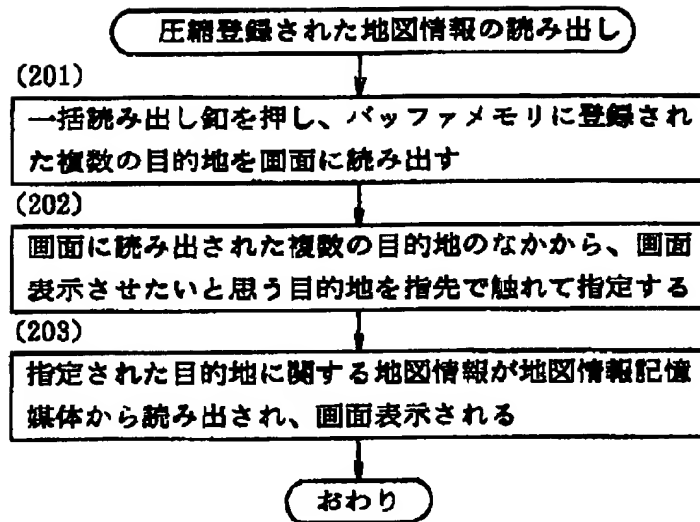 圧縮登録された地図情報の読み出し
(201)
一括読み出し釦を押し、バッファメモリに登録され
た複数の目的地を画面に読み出す
(202)
画面に読み出された複数の目的地のなかから、画面
表示させたいと思う目的地を指先で触れて指定する
(203)
指定された目的地に関する地図情報が地図情報記憶
媒体から読み出され、画面表示される
おわり